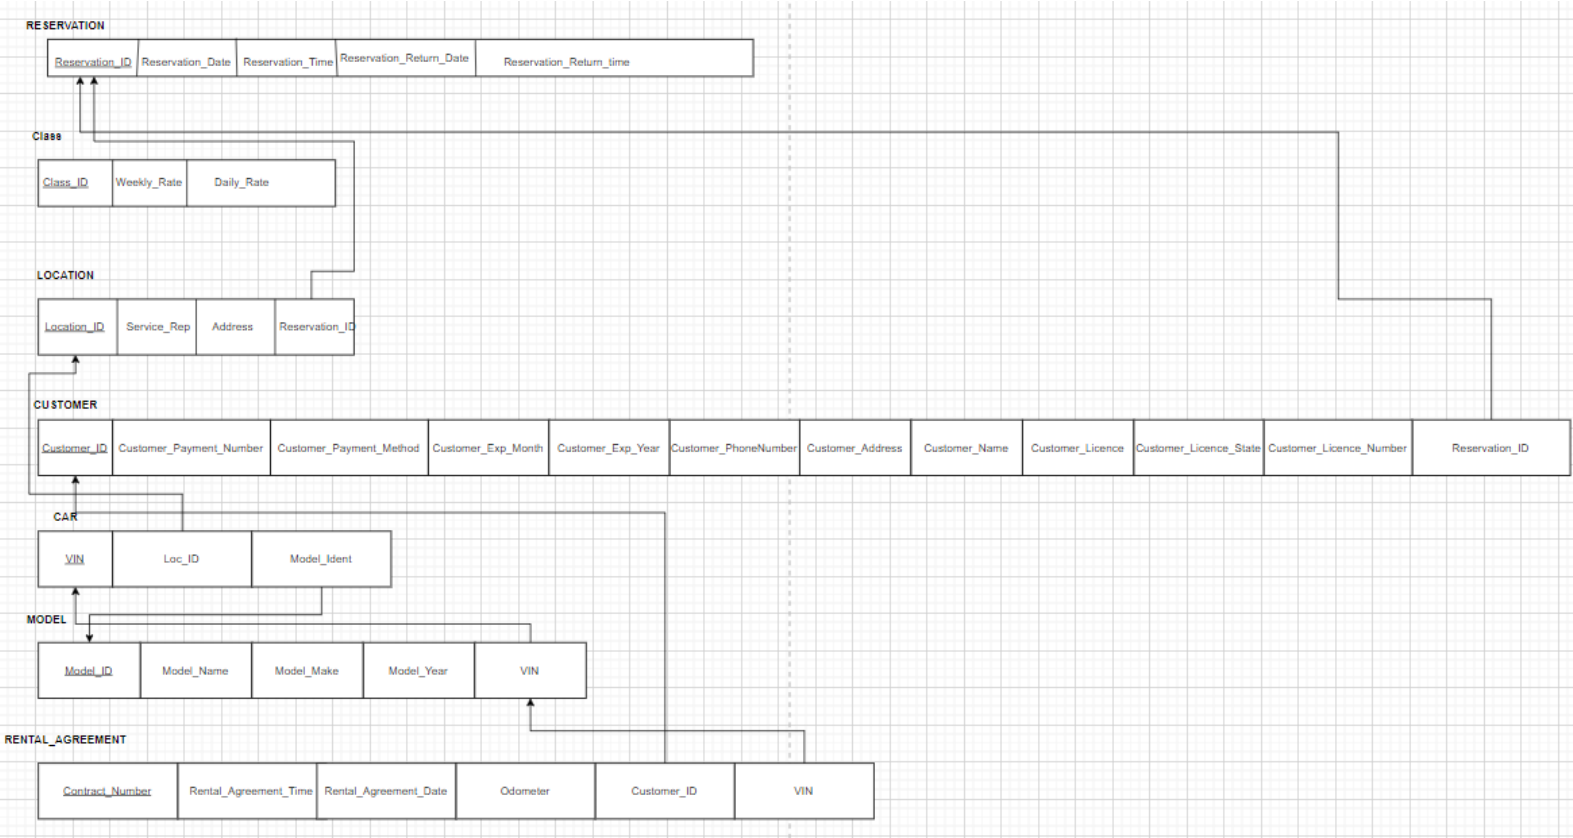 RESERVATION
Reservation_ID Reservation_Date Reservation_Time Reservation_Return_Date Reservation_Return_time
Class
Class_ID Weekly_Rate Daily_Rate
LOCATION
Location_ID Service_Rep Address Reservation_ID
CUSTOMER
Customer_ID Customer_Payment_Number Customer_Payment_Method Customer_Exp_Month Customer_Exp_Year Customer_PhoneNumber Customer_Address Customer_Name Customer_Licence Customer_Licence_State Customer_Licence_Number Reservation_ID
CAR
VIN Loc_ID Model_Ident
MODEL
Model_ID Model_Name Model_Make Model_Year VIN
RENTAL_AGREEMENT
Contract_Number Rental_Agreement_Time Rental_Agreement_Date Odometer Customer_ID VIN